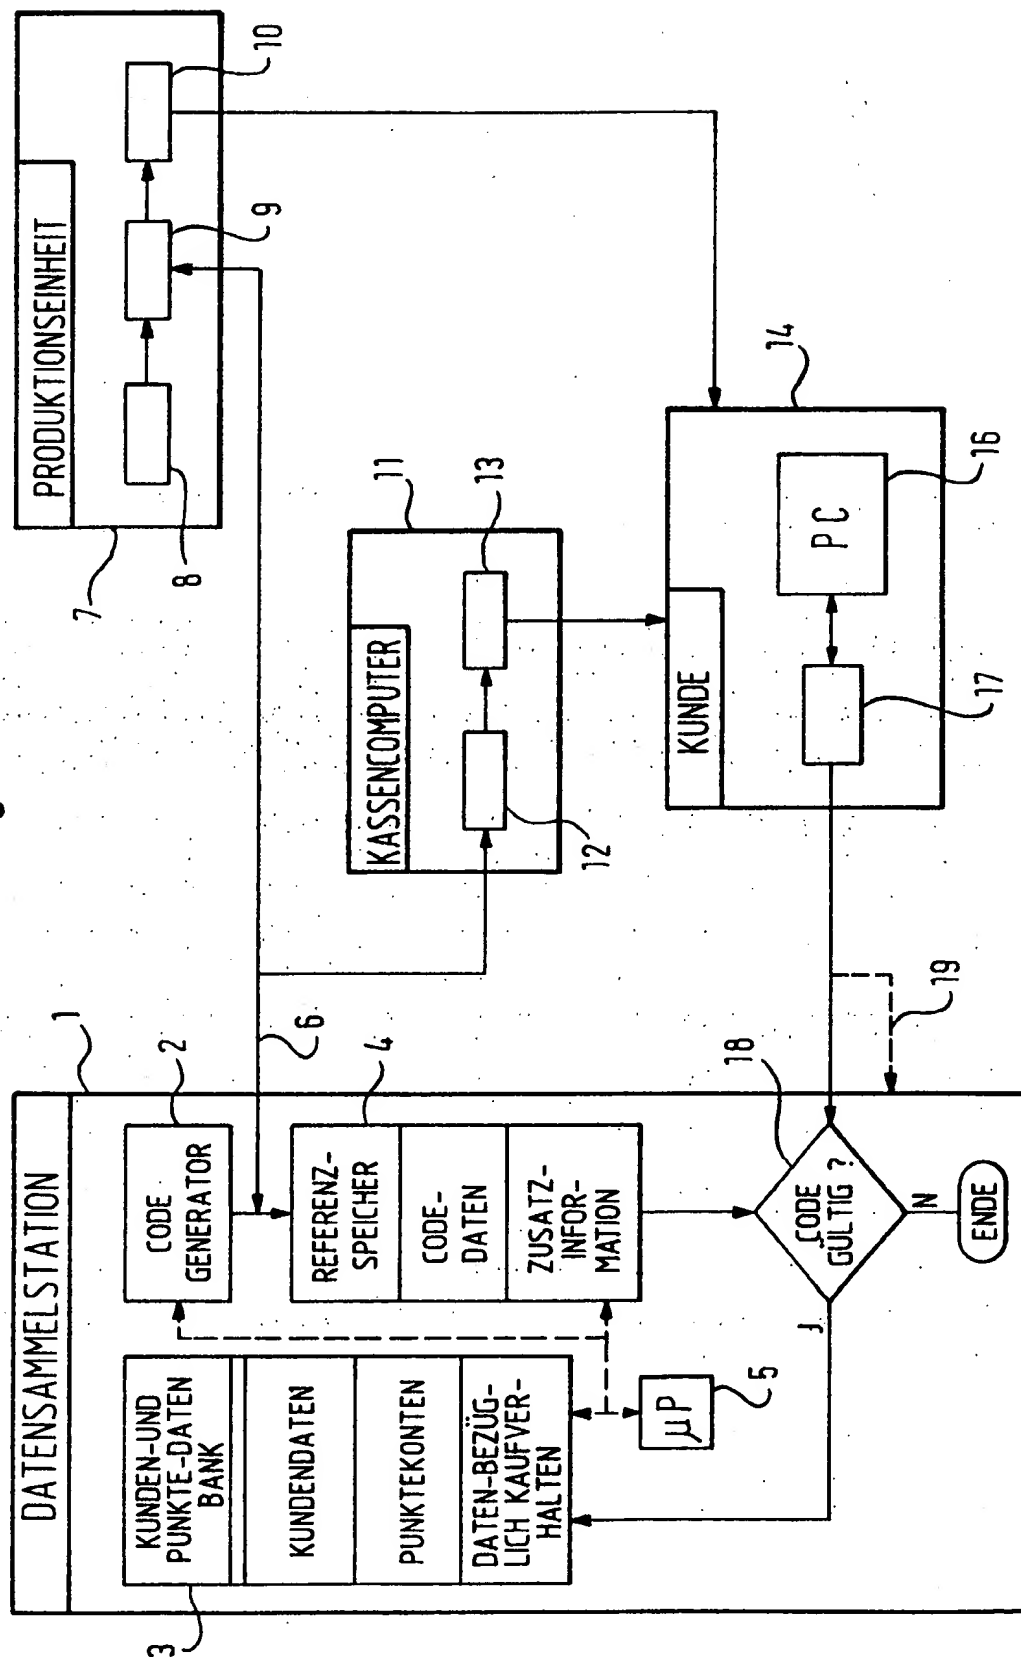 DATENSAMMELSTATION
1
KUNDEN-UND
PUNKTE-DATEN
BANK
KUNDENDATEN
PUNKTEKONTEN
DATEN-BEZÜG-
LICH KAUFVER-
HALTEN
3
CODE
GENERATOR
2
REFERENZ-
SPEICHER
CODE-
DATEN
ZUSATZ-
INFOR-
MATION
4
µP
5
6
CODE
GÜLTIG ?
18
J
N
ENDE
19
KASSENCOMPUTER
11
12
13
PRODUKTIONSEINHEIT
7
8
9
10
KUNDE
14
PC
16
17